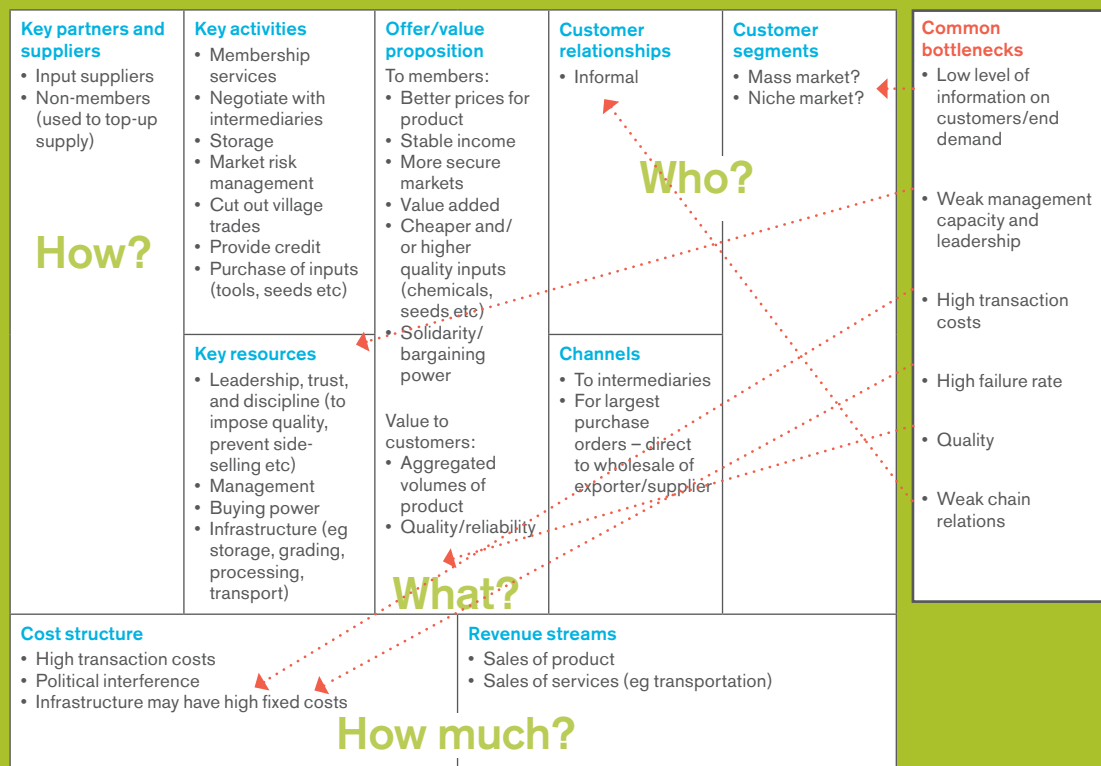 Key partners and
suppliers
• Input suppliers
• Non-members
(used to top-up
supply)
How?
Key activities
• Membership
services
• Negotiate with
intermediaries
• Storage
• Market risk
management
• Cut out village
trades
• Provide credit
• Purchase of inputs
(tools, seeds etc)
Key resources
• Leadership, trust,
and discipline (to
impose quality,
prevent side-
selling etc)
• Management
• Buying power
• Infrastructure (eg
storage, grading,
processing,
transport)
Offer/value
proposition
To members:
• Better prices for
product
• Stable income
• More secure
markets
• Value added
• Cheaper and/
or higher
quality inputs
(chemicals,
seeds etc)
• Solidarity/
bargaining
power
Value to
customers:
• Aggregated
volumes of
product
• Quality/reliability
What?
Customer
relationships
• Informal
Who?
Channels
• To intermediaries
• For largest
purchase
orders – direct
to wholesale of
exporter/supplier
Customer
segments
• Mass market?
• Niche market?
Cost structure
• High transaction costs
• Political interference
• Infrastructure may have high fixed costs
Revenue streams
• Sales of product
• Sales of services (eg transportation)
How much?
Common
bottlenecks
• Low level of
information on
customers/end
demand
• Weak management
capacity and
leadership
• High transaction
costs
• High failure rate
• Quality
• Weak chain
relations